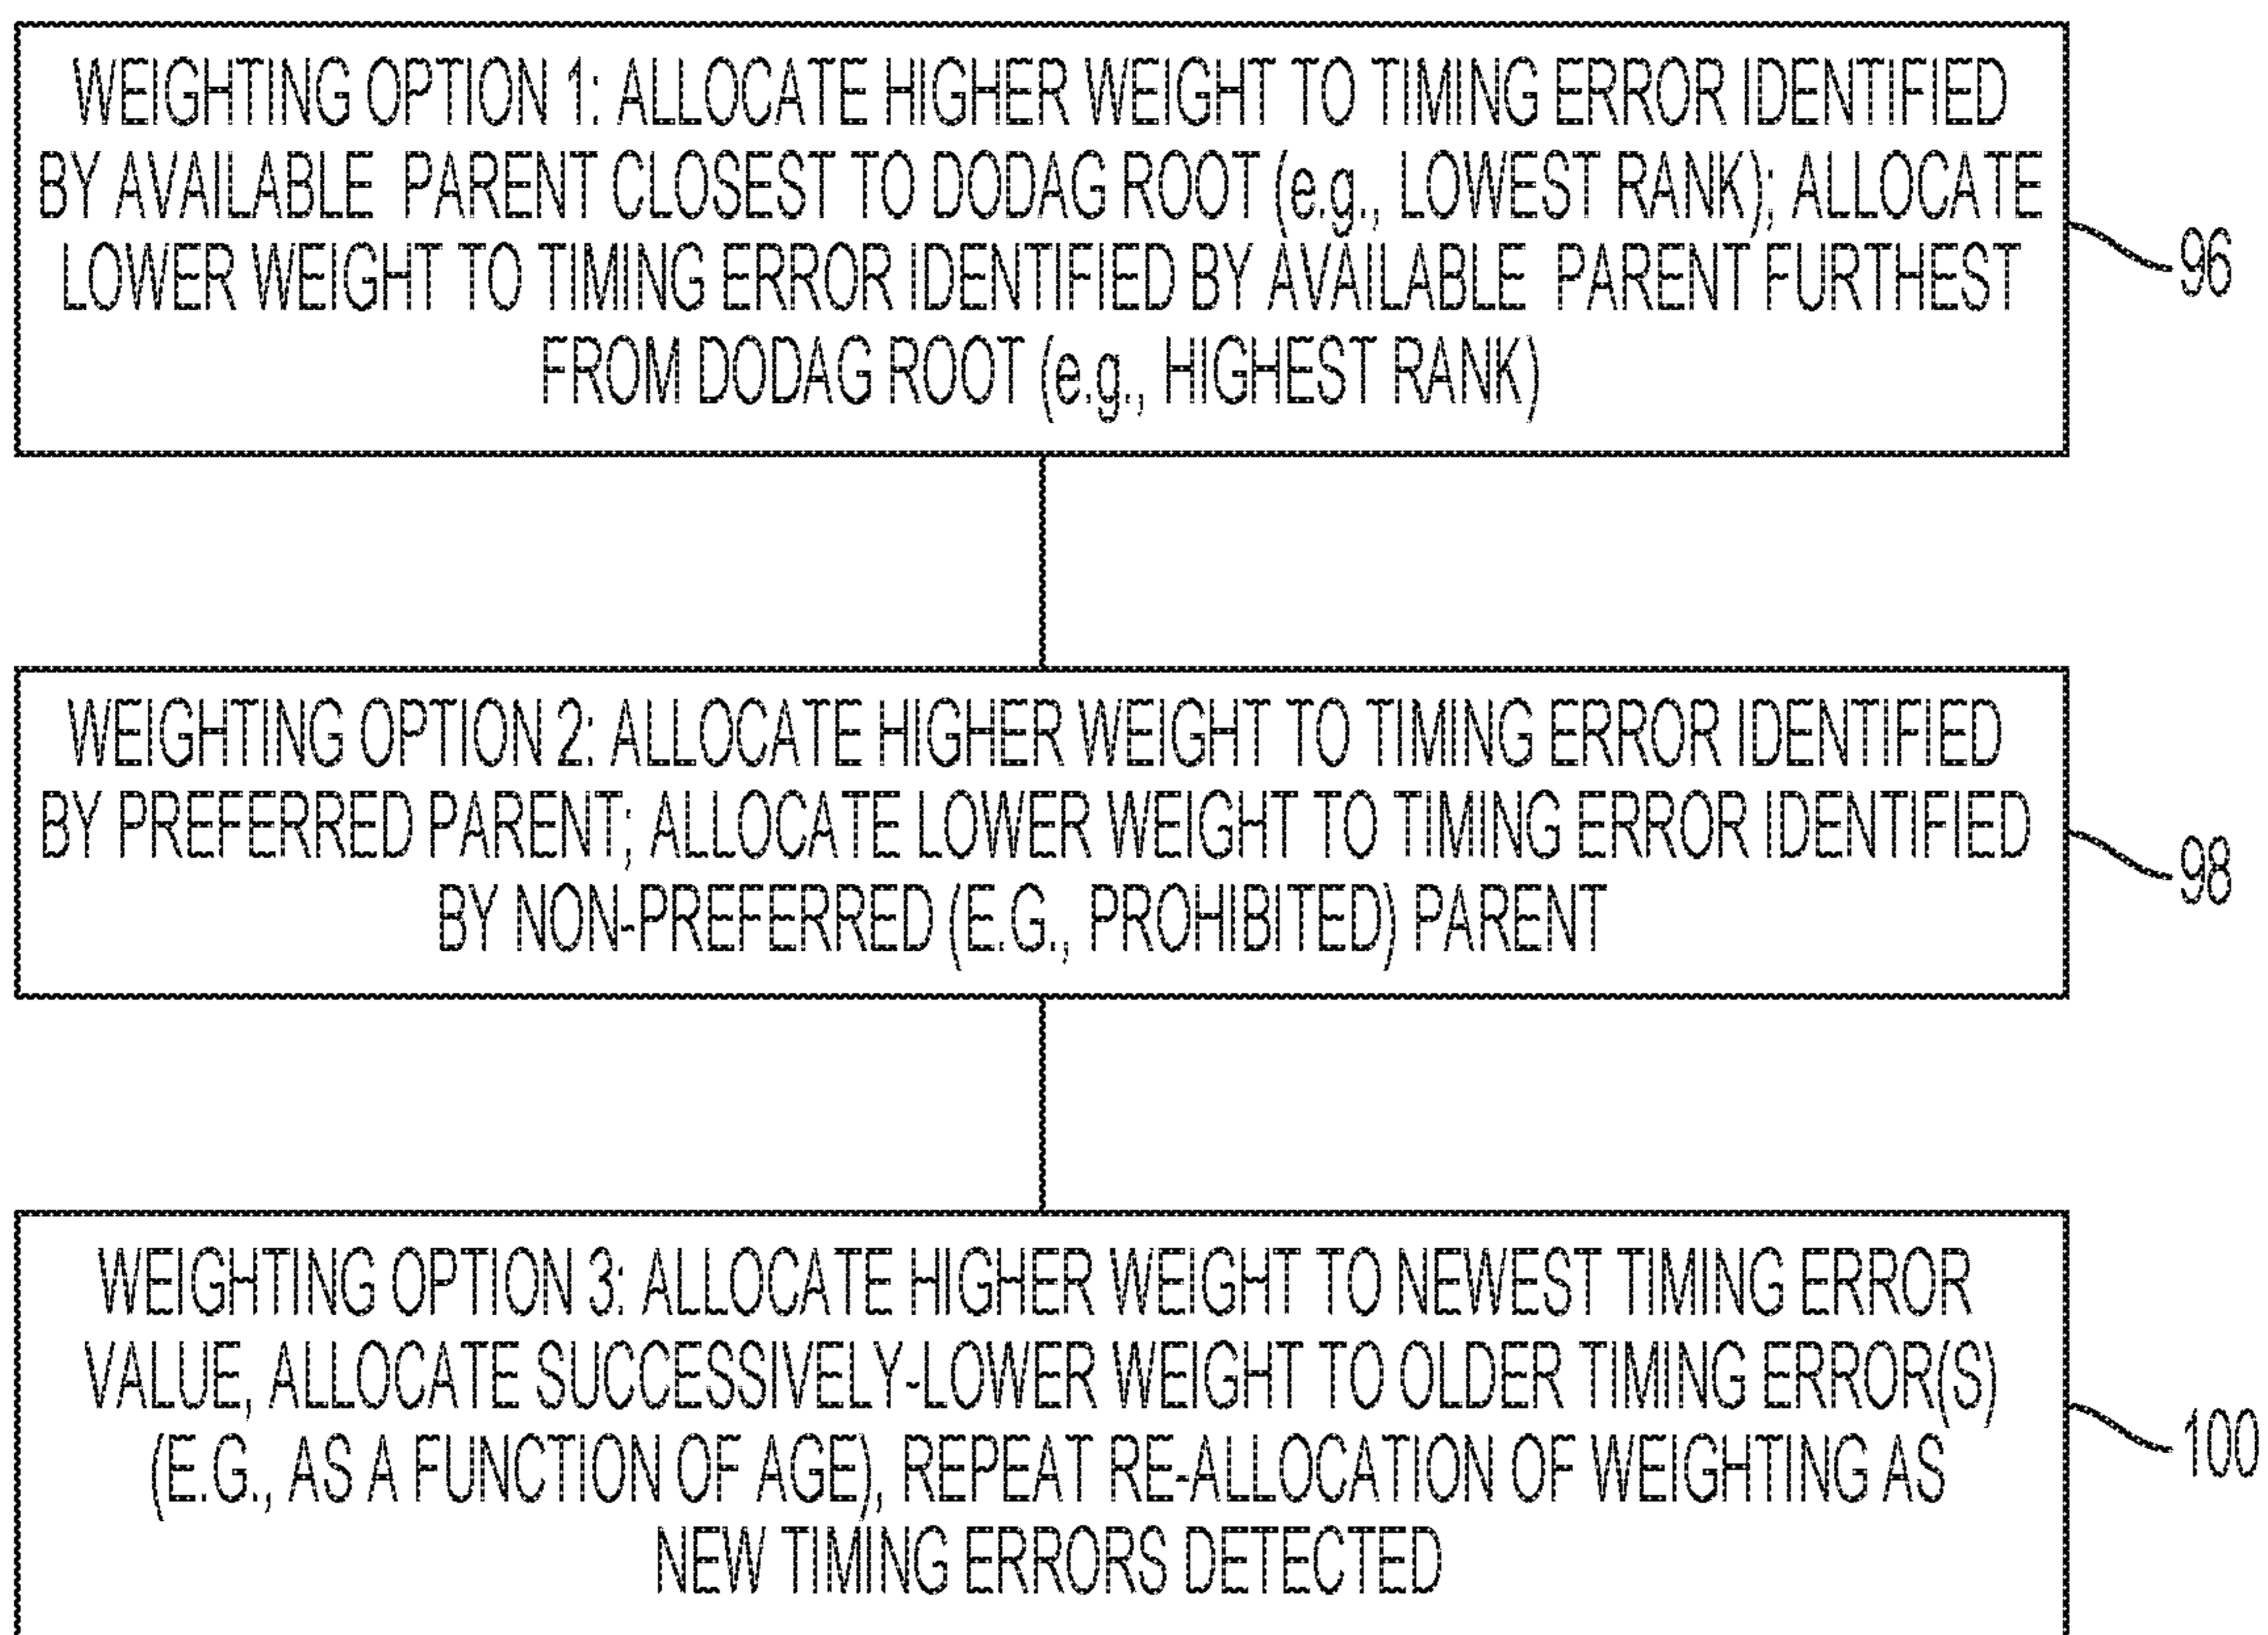 WEIGHTING OPTION 1: ALLOCATE HIGHER WEIGHT TO TIMING ERROR IDENTIFIED
BY AVAILABLE PARENT CLOSEST TO DODAG ROOT (e.g., LOWEST RANK); ALLOCATE
LOWER WEIGHT TO TIMING ERROR IDENTIFIED BY AVAILABLE PARENT FURTHEST
FROM DODAG ROOT (e.g., HIGHEST RANK)
96
WEIGHTING OPTION 2: ALLOCATE HIGHER WEIGHT TO TIMING ERROR IDENTIFIED
BY PREFERRED PARENT; ALLOCATE LOWER WEIGHT TO TIMING ERROR IDENTIFIED
BY NON-PREFERRED (E.G., PROHIBITED) PARENT
98
WEIGHTING OPTION 3: ALLOCATE HIGHER WEIGHT TO NEWEST TIMING ERROR
VALUE, ALLOCATE SUCCESSIVELY-LOWER WEIGHT TO OLDER TIMING ERROR(S)
(E.G., AS A FUNCTION OF AGE), REPEAT RE-ALLOCATION OF WEIGHTING AS
NEW TIMING ERRORS DETECTED
100